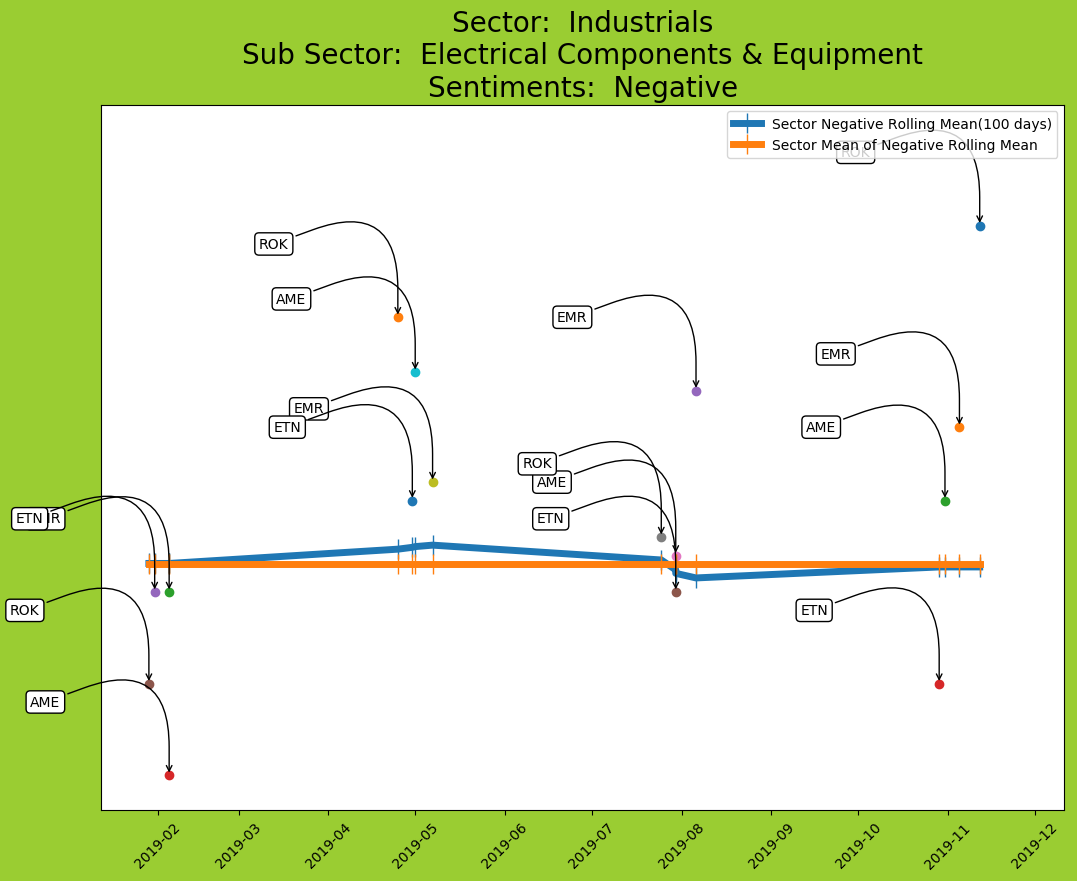 Sector:  Industrials
Sub Sector:  Electrical Components & Equipment
Sentiments:  Negative
Sector Negative Rolling Mean(100 days)
Sector Mean of Negative Rolling Mean
ROK
ROK
AME
EMR
EMR
EMR
ETN
AME
ROK
AME
ETN
ETN
ROK
ETN
AME
2019-02
2019-03
2019-04
2019-05
2019-06
2019-07
2019-08
2019-09
2019-10
2019-11
2019-12